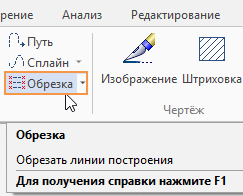 рение Анализ Редактирование
Путь
Сплайн
Обрезка
Изображение Штриховка
Чертёж
Обрезка
Обрезать линии построения
Для получения справки нажмите F1